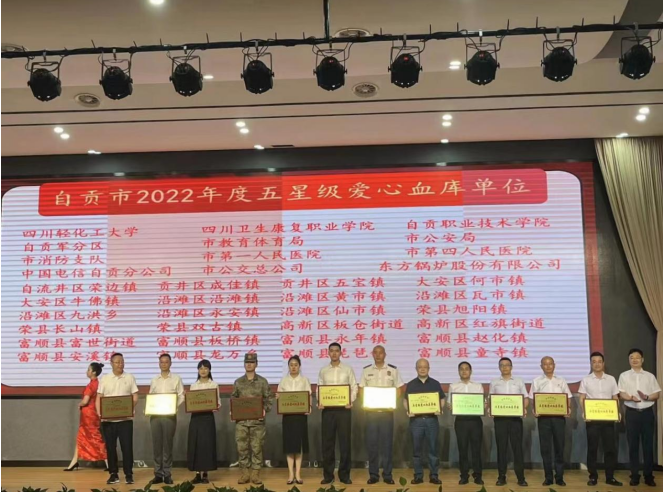 自贡市2022年度五星级爱心血库单位
四川轻化工大学 四川卫生康复职业学院 自贡职业技术学院
自贡军分区 市教育体育局 市公安局
市消防支队 市第一人民医院 市第四人民医院
中国电信自贡分公司 市公交总公司 东方锅炉股份有限公司
自流井区荣边镇 贡井区成佳镇 贡井区五宝镇 大安区何市镇
大安区牛佛镇 沿滩区沿滩镇 沿滩区黄市镇 沿滩区瓦市镇
沿滩区九洪乡 沿滩区永安镇 沿滩区仙市镇 荣县旭阳镇
荣县长山镇 荣县双古镇 高新区板仓街道 高新区红旗街道
富顺县富世街道 富顺县板桥镇 富顺县永年镇 富顺县赵化镇
富顺县安溪镇 富顺县龙万 富顺县琵琶 富顺县童寺镇